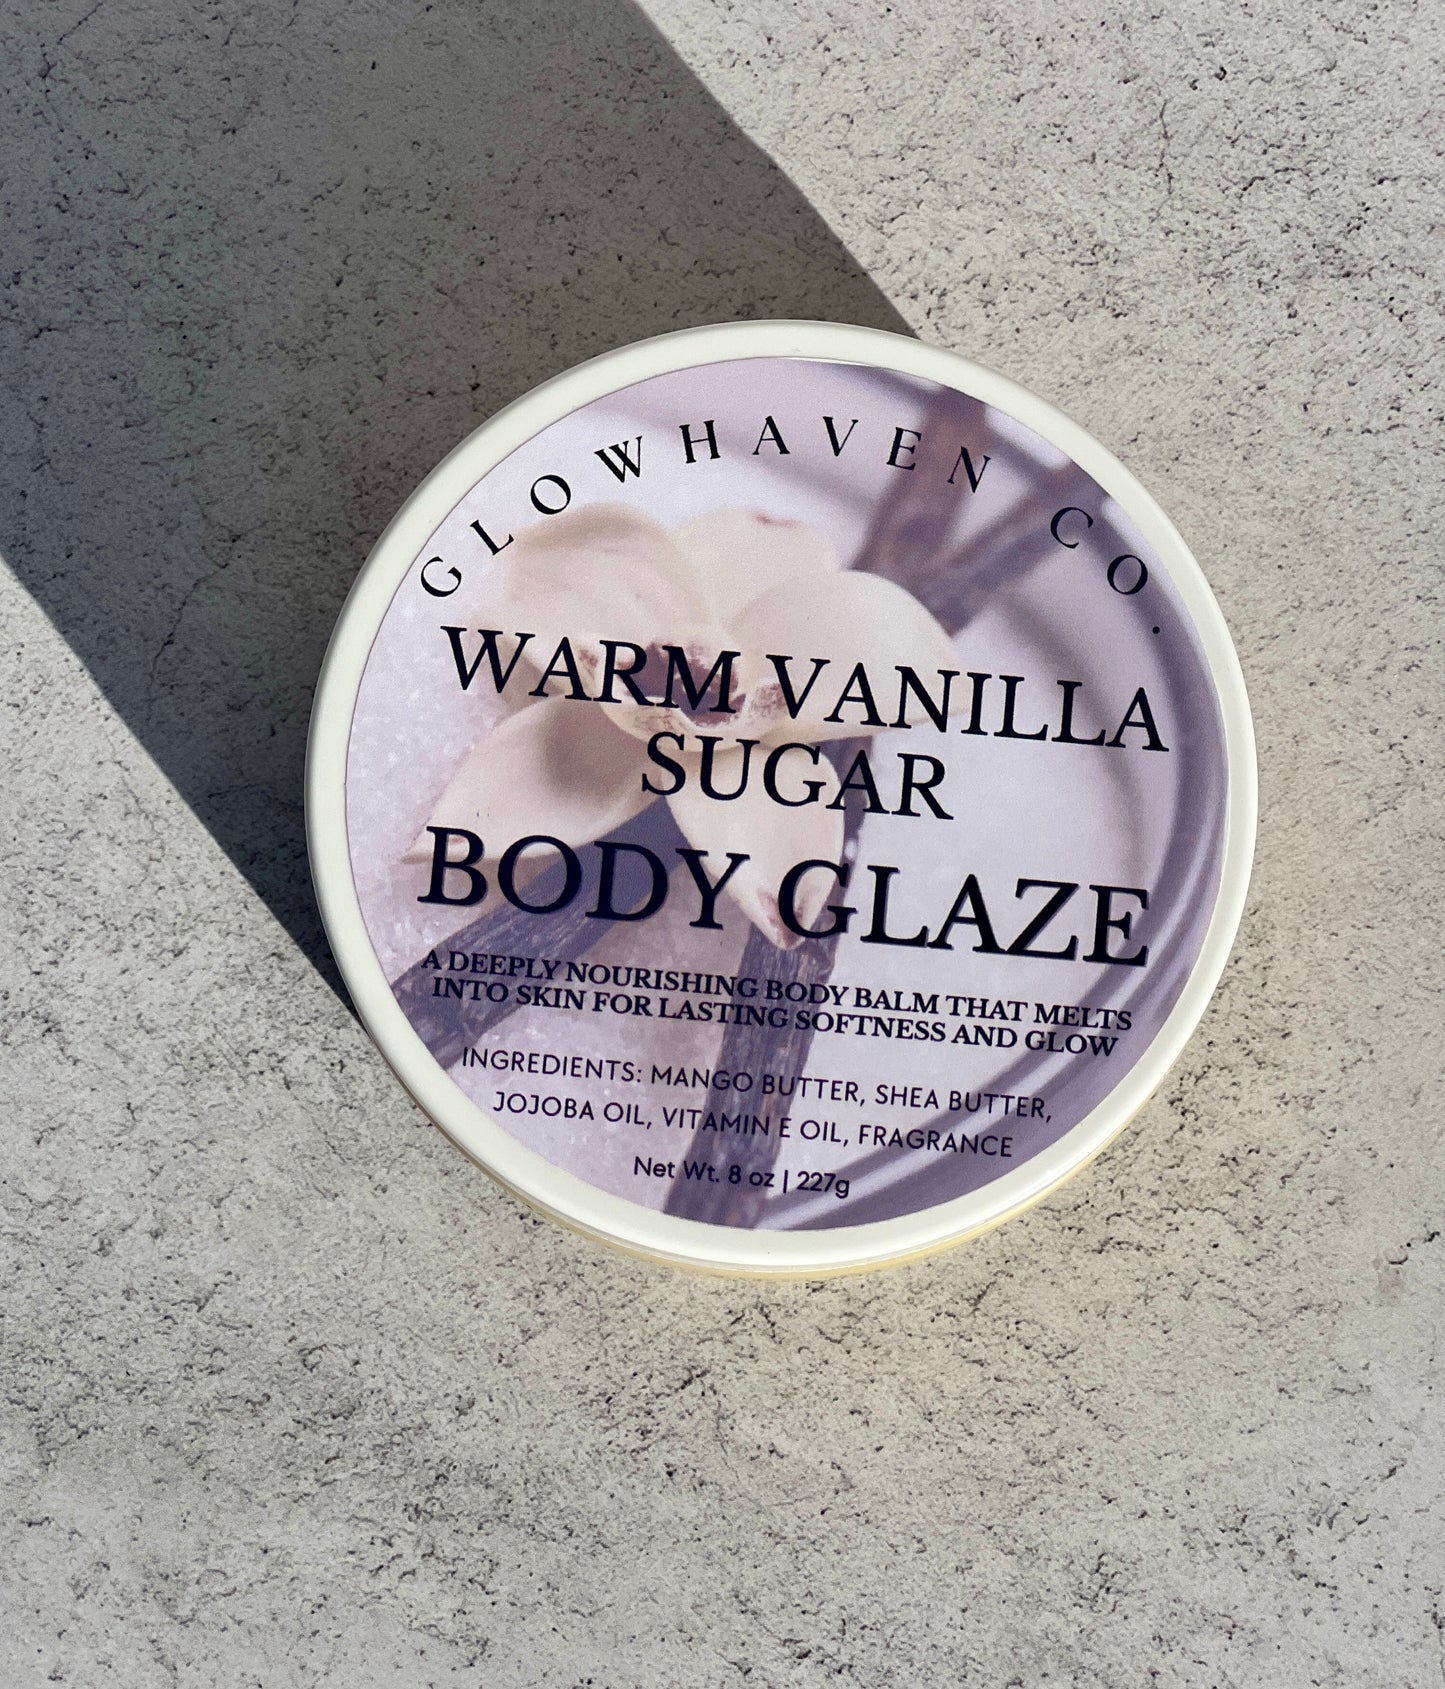 GLOWHAVEN CO.
WARM VANILLA
SUGAR
BODY GLAZE
A DEEPLY NOURISHING BODY BALM THAT MELTS
INTO SKIN FOR LASTING SOFTNESS AND GLOW
INGREDIENTS: MANGO BUTTER, SHEA BUTTER,
JOJOBA OIL, VITAMIN E OIL, FRAGRANCE
Net Wt. 8 oz | 227g